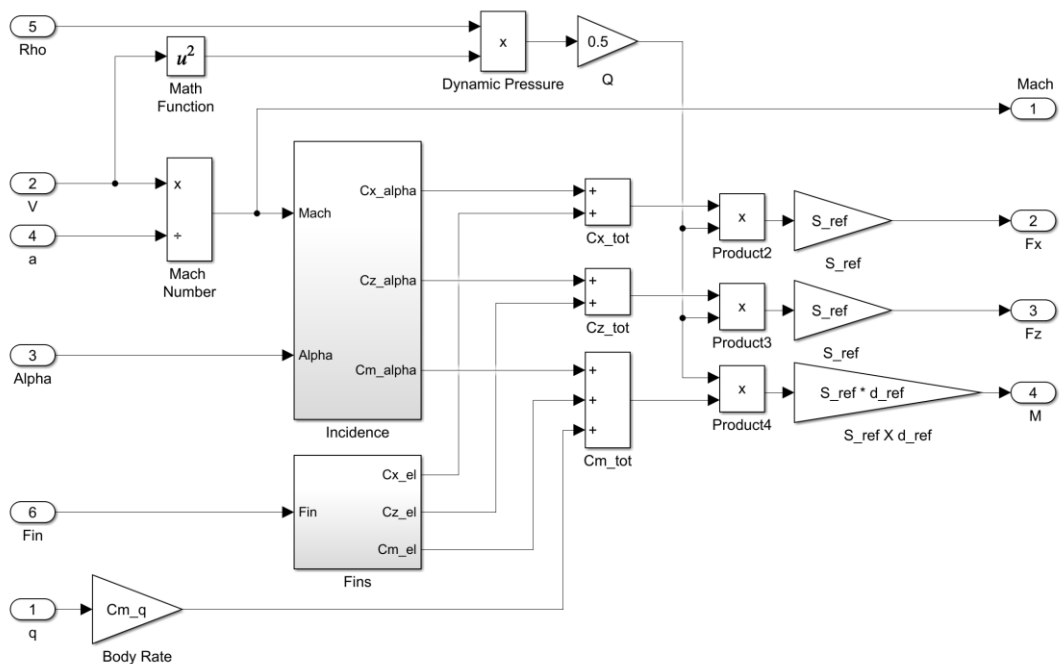 5
Rho
u²
Math
Function
x
Dynamic Pressure
0.5
Q
Mach
1
2
V
4
a
x
÷
Mach
Number
Mach
Alpha
Cx_alpha
Cz_alpha
Cm_alpha
Incidence
3
Alpha
+
+
Cx_tot
+
+
Cz_tot
+
+
+
Cm_tot
x
Product2
S_ref
S_ref
2
Fx
x
Product3
S_ref
S_ref
3
Fz
x
Product4
S_ref * d_ref
S_ref X d_ref
4
M
6
Fin
Fin
Cx_el
Cz_el
Cm_el
Fins
1
q
Cm_q
Body Rate